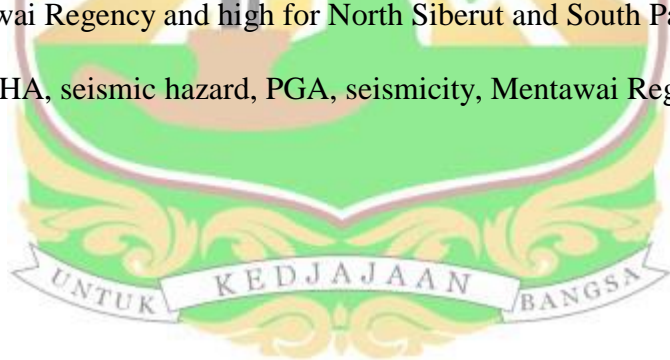 wai Regency and high for North Siberut and South Pa
HA, seismic hazard, PGA, seismicity, Mentawai Reg
UNTUK KEDJAJAAN BANGSA